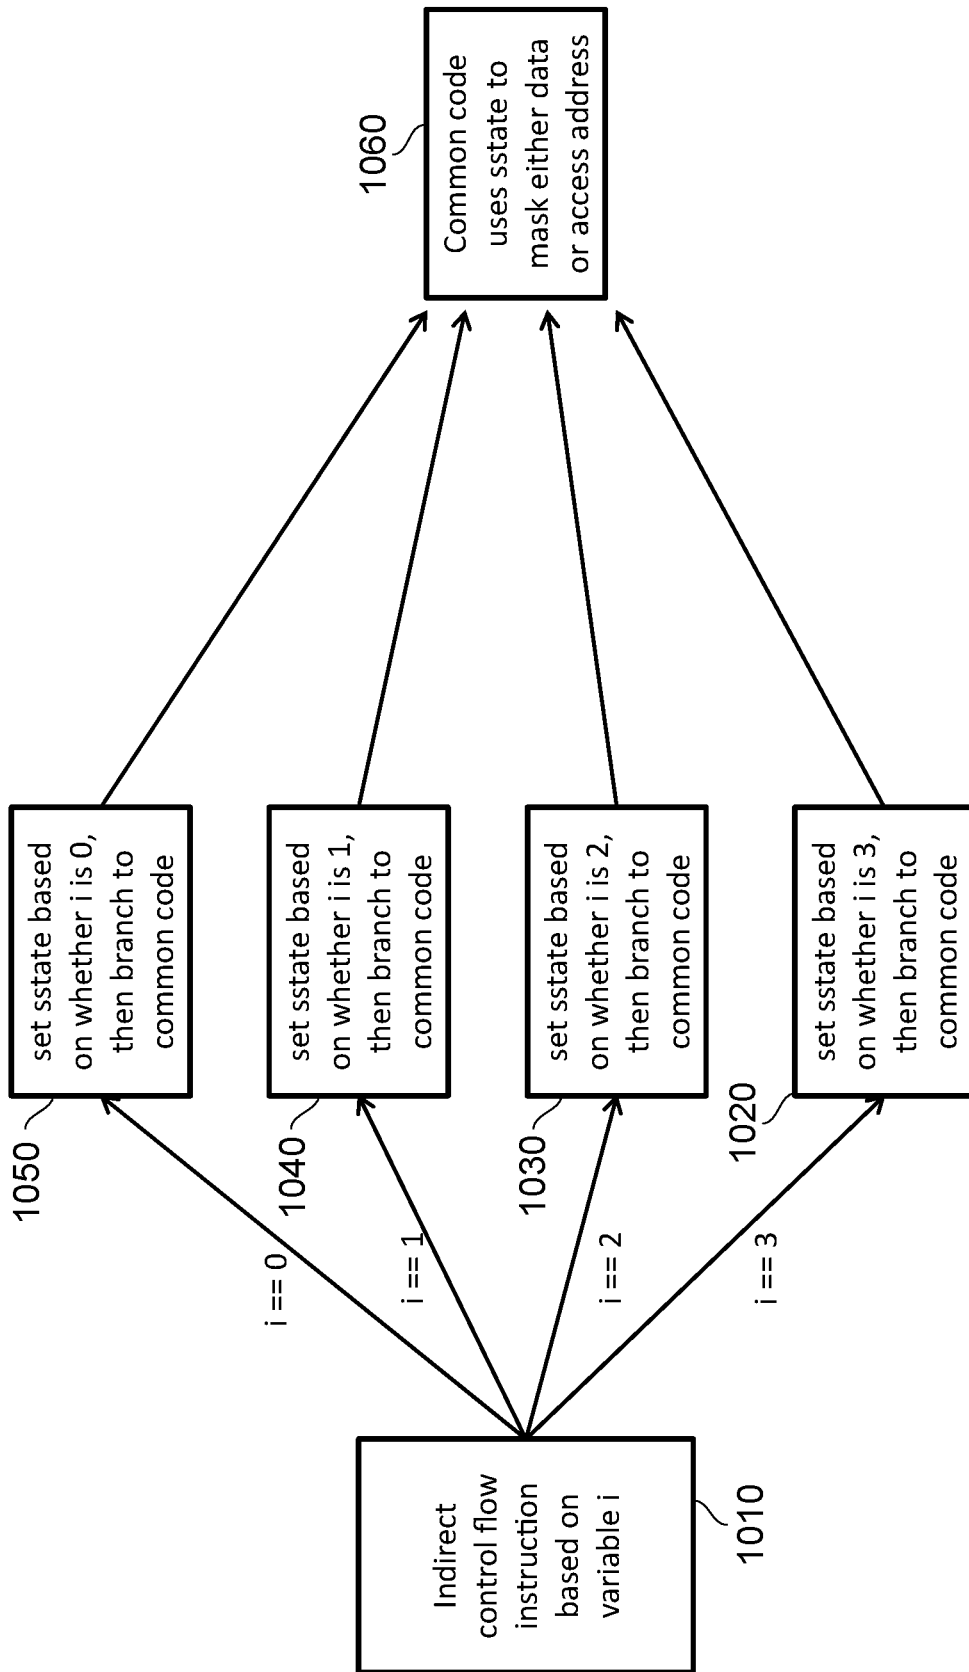 Indirect
control flow
instruction
based on
variable i
1010
i == 0
i == 1
i == 2
i == 3
1050
set sstate based
on whether i is 0,
then branch to
common code
1040
set sstate based
on whether i is 1,
then branch to
common code
1030
set sstate based
on whether i is 2,
then branch to
common code
1020
set sstate based
on whether i is 3,
then branch to
common code
1060
Common code
uses sstate to
mask either data
or access address